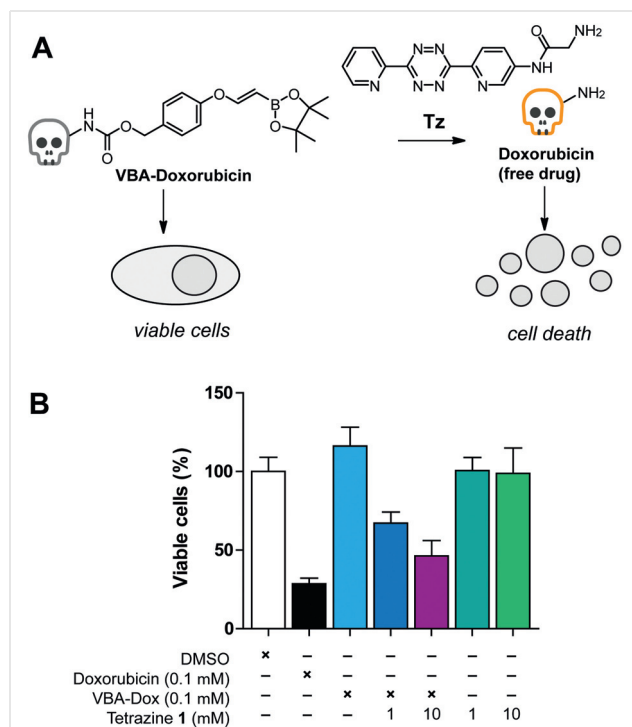 A
NH₂
O
N
N N
N N
N
NH
H
N
O
O
O
B
O
O
Tz
NH₂
VBA-Doxorubicin
Doxorubicin
(free drug)
viable cells
cell death
B
Viable cells (%)
150
100
50
0
DMSO × – – – – – –
Doxorubicin (0.1 mM) – × – – – – –
VBA-Dox (0.1 mM) – – × × × – –
Tetrazine 1 (mM) – – – 1 10 1 10